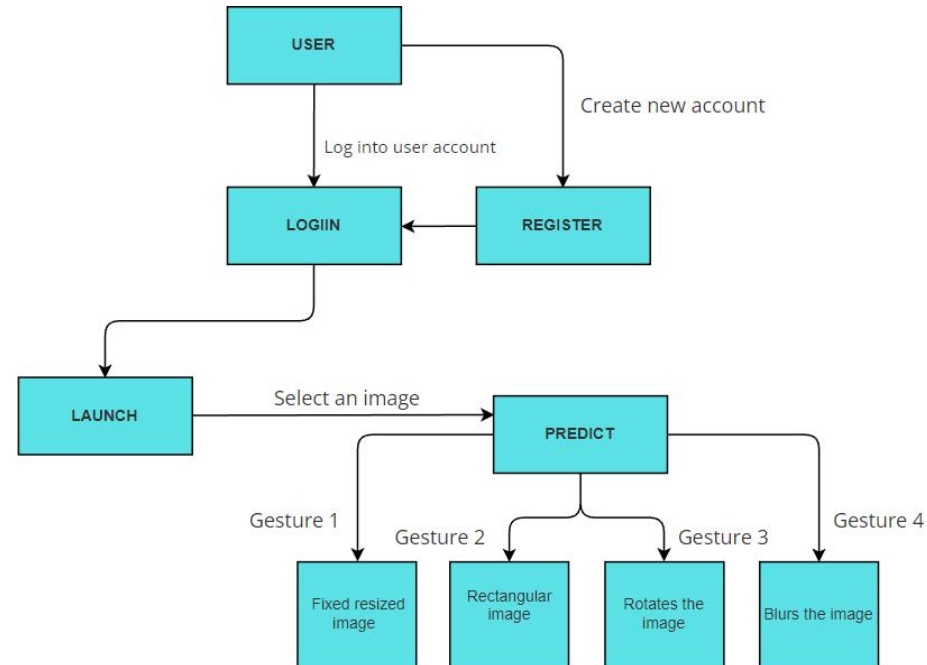 USER
Create new account
Log into user account
LOGIIN
REGISTER
LAUNCH
Select an image
PREDICT
Gesture 1
Gesture 2
Gesture 3
Gesture 4
Fixed resized
image
Rectangular
image
Rotates the
image
Blurs the image